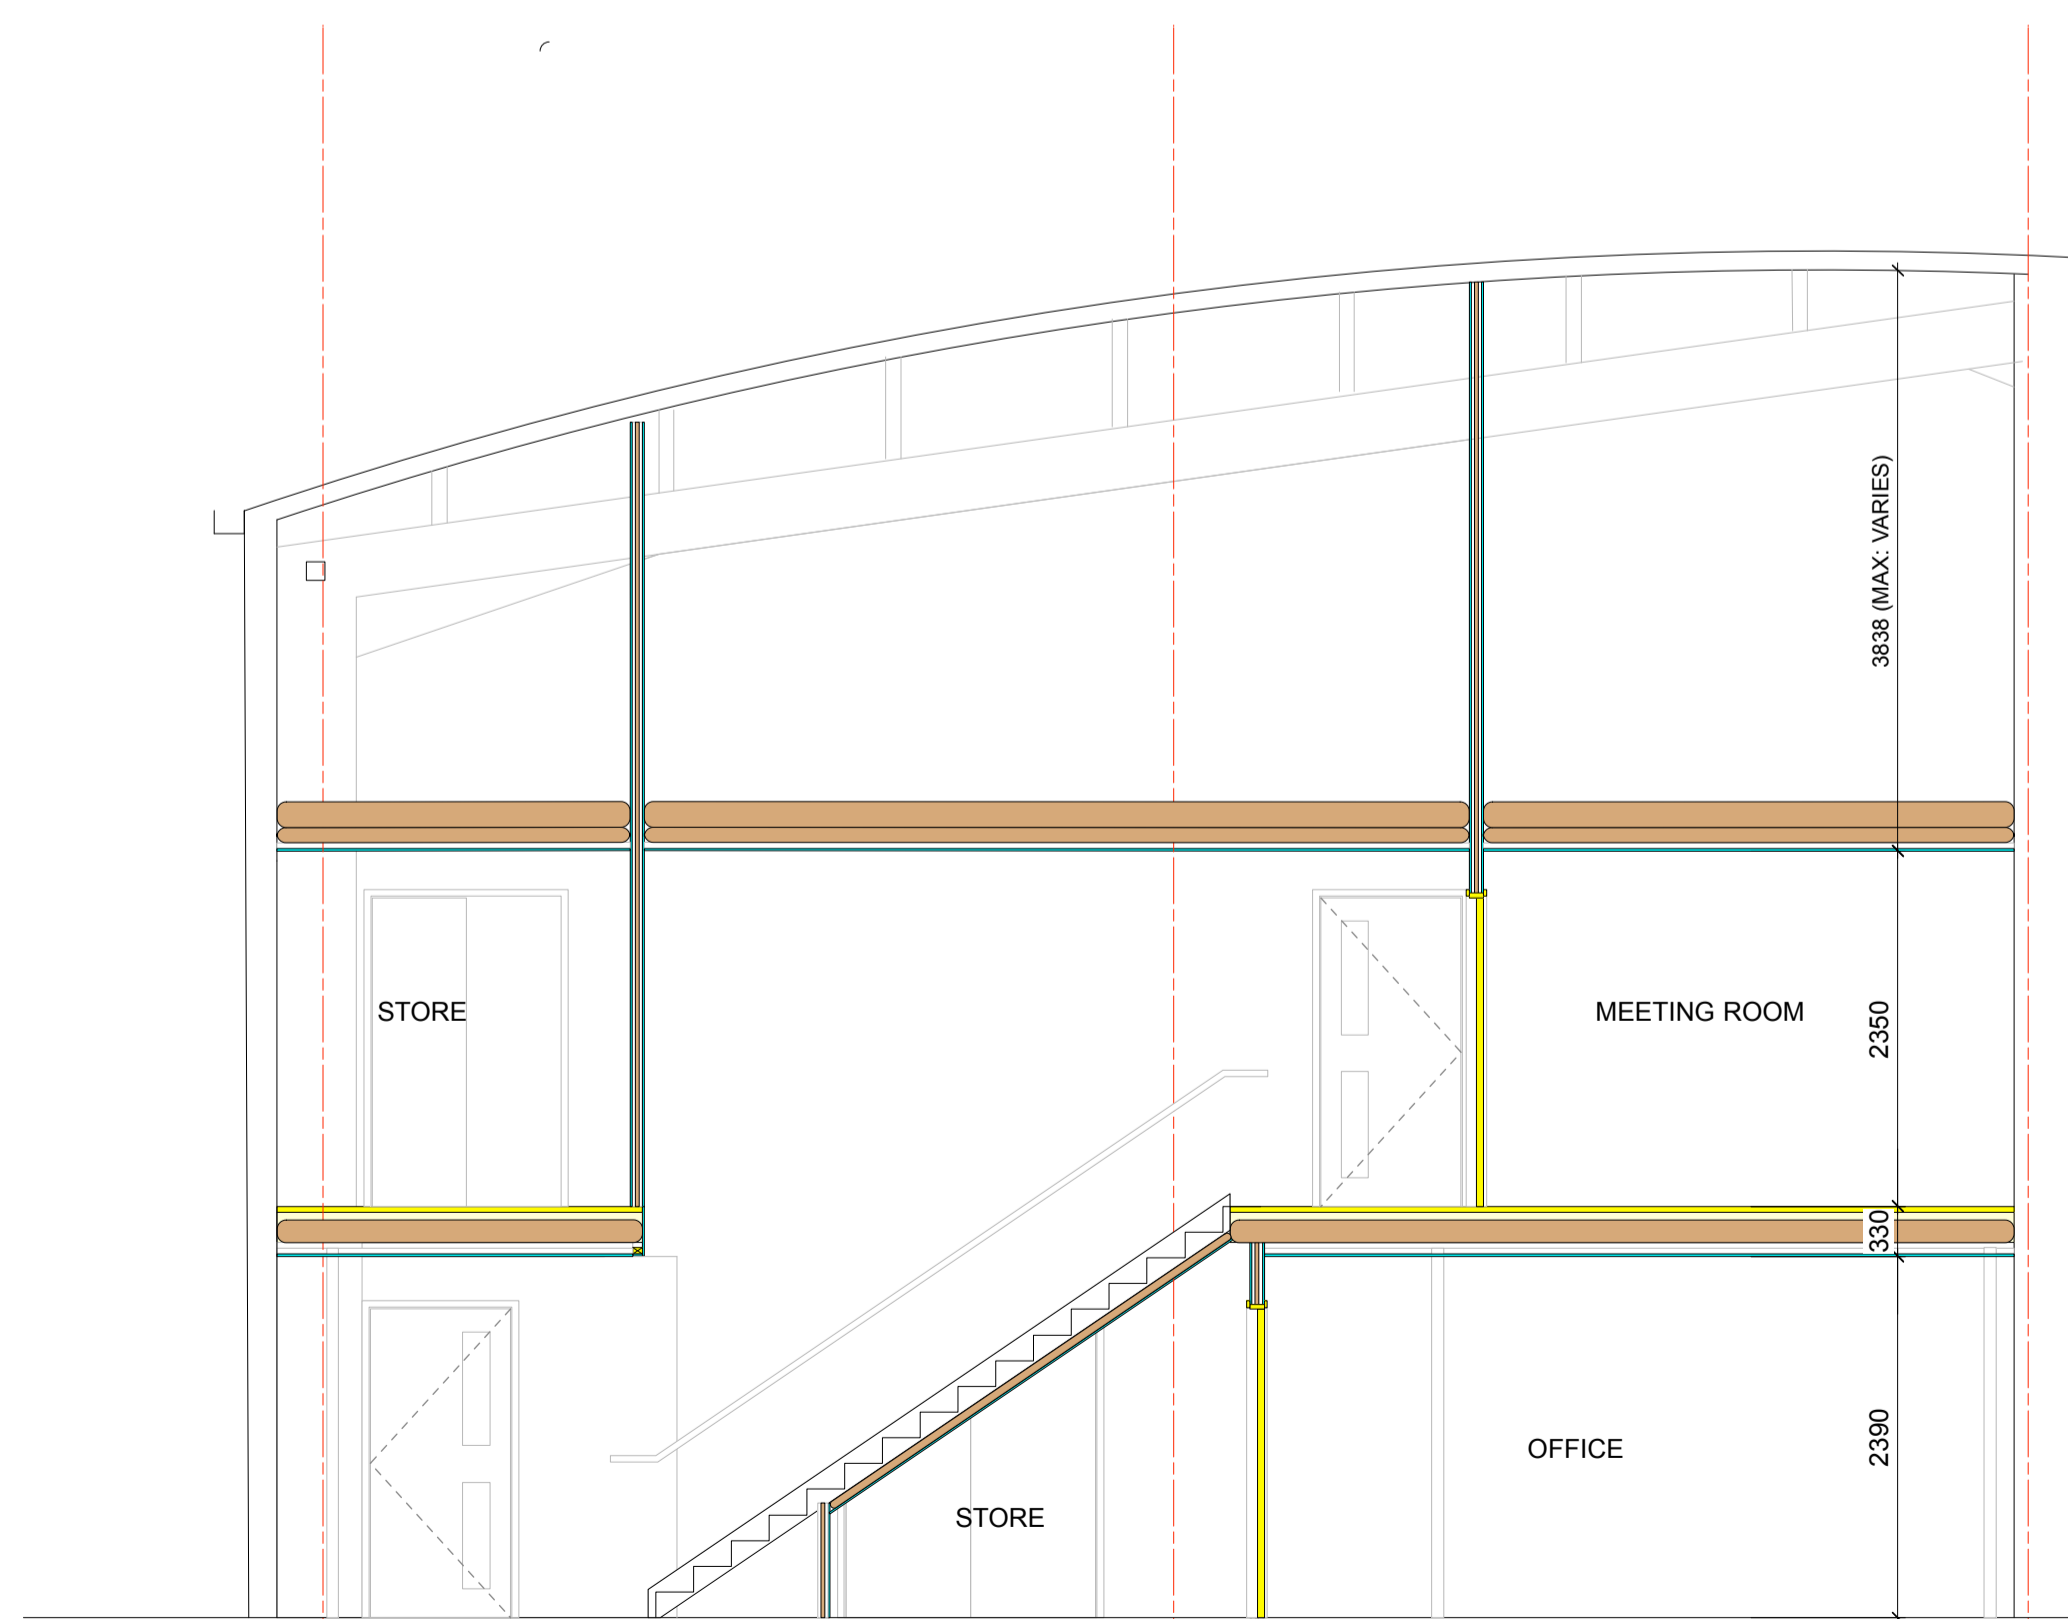 3838 (MAX: VARIES)
STORE
MEETING ROOM
2350
330
OFFICE
2390
STORE